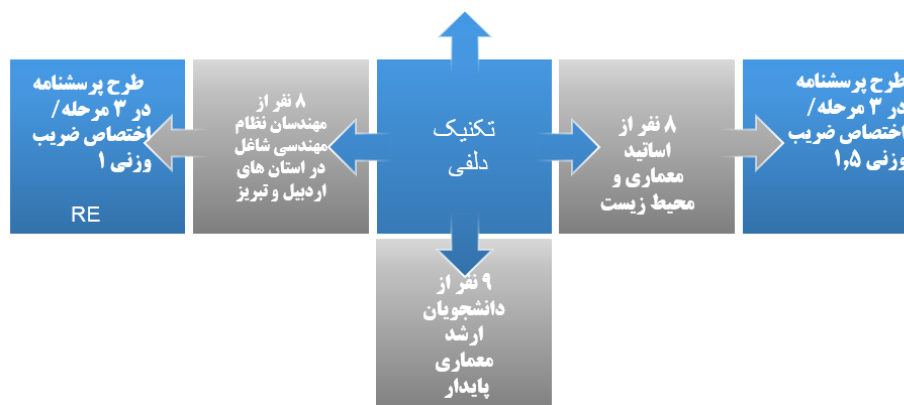 طرح پرسشنامه
در ۳ مرحله/
اختصاص ضریب
وزنی ۱,۵
۸ نفر از
اساتید
معماری و
محیط زیست
تکنیک
دلفی
۸ نفر از
مهندسان نظام
مهندسی شاغل
در استان های
اردبیل و تبریز
طرح پرسشنامه
در ۳ مرحله/
اختصاص ضریب
وزنی ۱
RE
۹ نفر از
دانشجویان
ارشد
معماری
پایدار